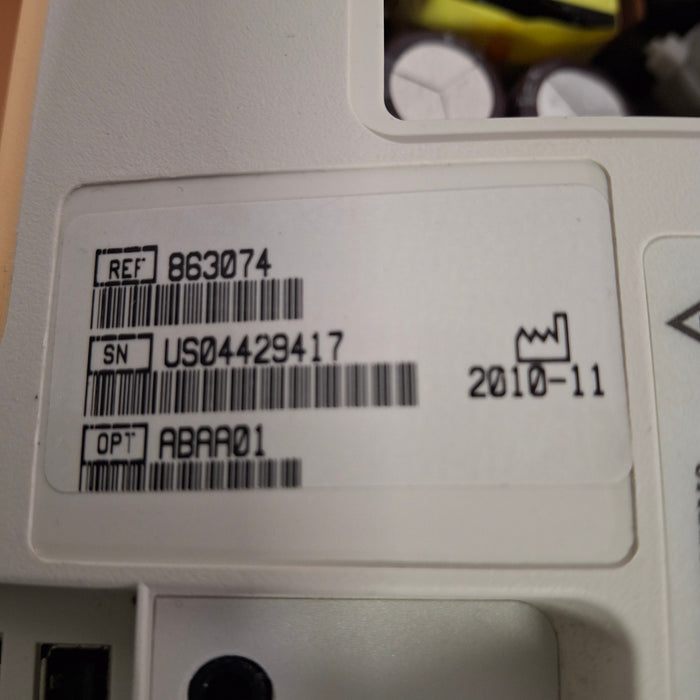 REF 863074
SN US04429417
2010-11
OPT ABAA01